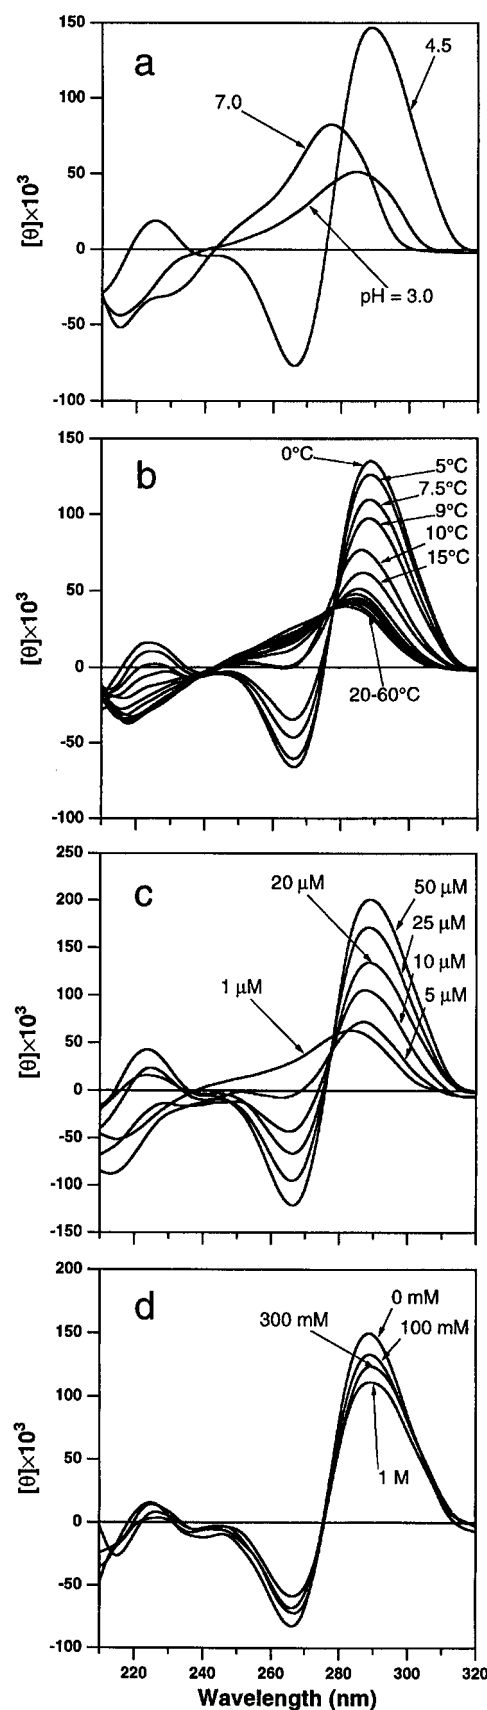 150
a
4.5
100
7.0
50
[θ]×10³
0
pH = 3.0
-50
-100
150
0°C
5°C
b
7.5°C
9°C
100
10°C
15°C
50
[θ]×10³
0
20-60°C
-50
-100
250
c
20 μM
50 μM
200
25 μM
150
10 μM
1 μM
5 μM
100
50
[θ]×10³
0
-50
-100
-150
200
d
0 mM
300 mM
100 mM
150
100
[θ]×10³
50
1 M
0
-50
-100
220 240 260 280 300 320
Wavelength (nm)